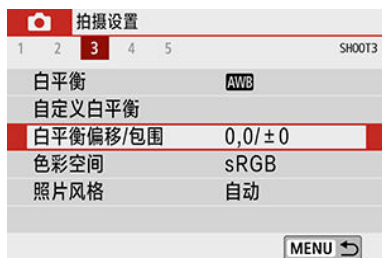 拍摄设置
1 2 3 4 5 SHOOT3
白平衡 AWB
自定义白平衡
白平衡偏移/包围 0,0/±0
色彩空间 sRGB
照片风格 自动
MENU